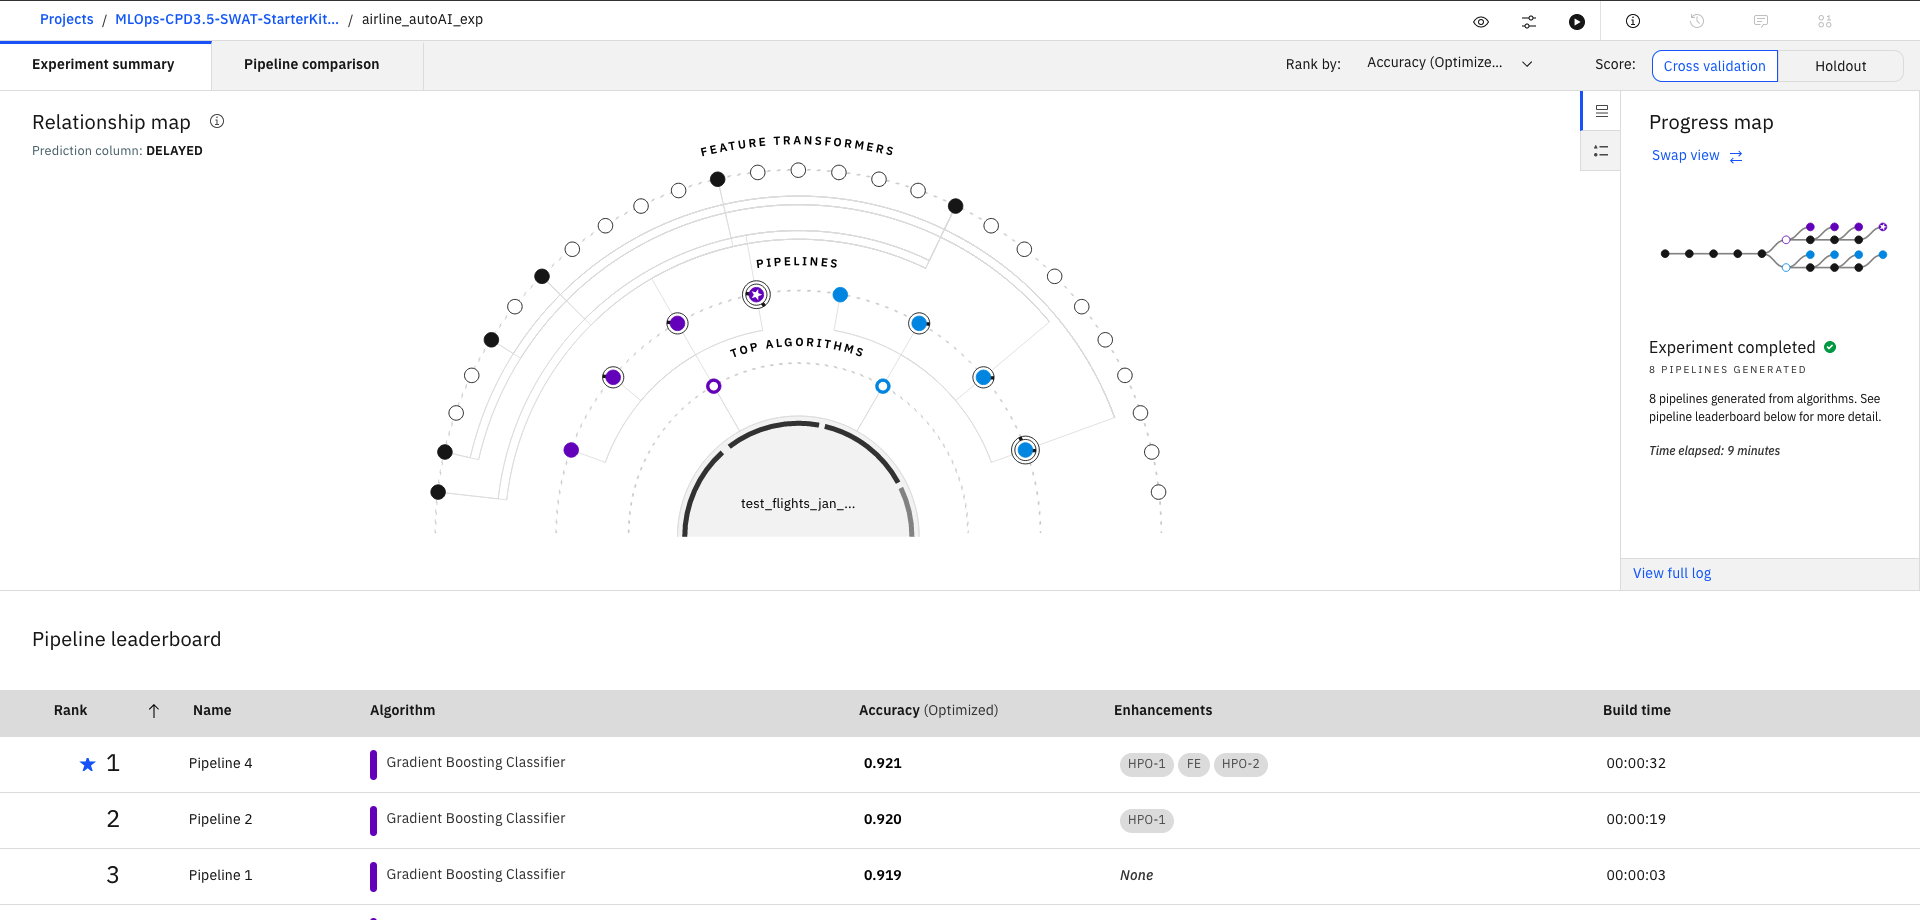 Projects / MLOps-CPD3.5-SWAT-StarterKit... / airline_autoAI_exp
Experiment summary
Pipeline comparison
Rank by: Accuracy (Optimize...
Score: Cross validation Holdout
Relationship map
Prediction column: DELAYED
FEATURE TRANSFORMERS
PIPELINES
TOP ALGORITHMS
test_flights_jan_...
Progress map
Swap view
Experiment completed
8 PIPELINES GENERATED
8 pipelines generated from algorithms. See
pipeline leaderboard below for more detail.
Time elapsed: 9 minutes
View full log
Pipeline leaderboard
Rank Name Algorithm Accuracy (Optimized) Enhancements Build time
1 Pipeline 4 Gradient Boosting Classifier 0.921 HPO-1 FE HPO-2 00:00:32
2 Pipeline 2 Gradient Boosting Classifier 0.920 HPO-1 00:00:19
3 Pipeline 1 Gradient Boosting Classifier 0.919 None 00:00:03